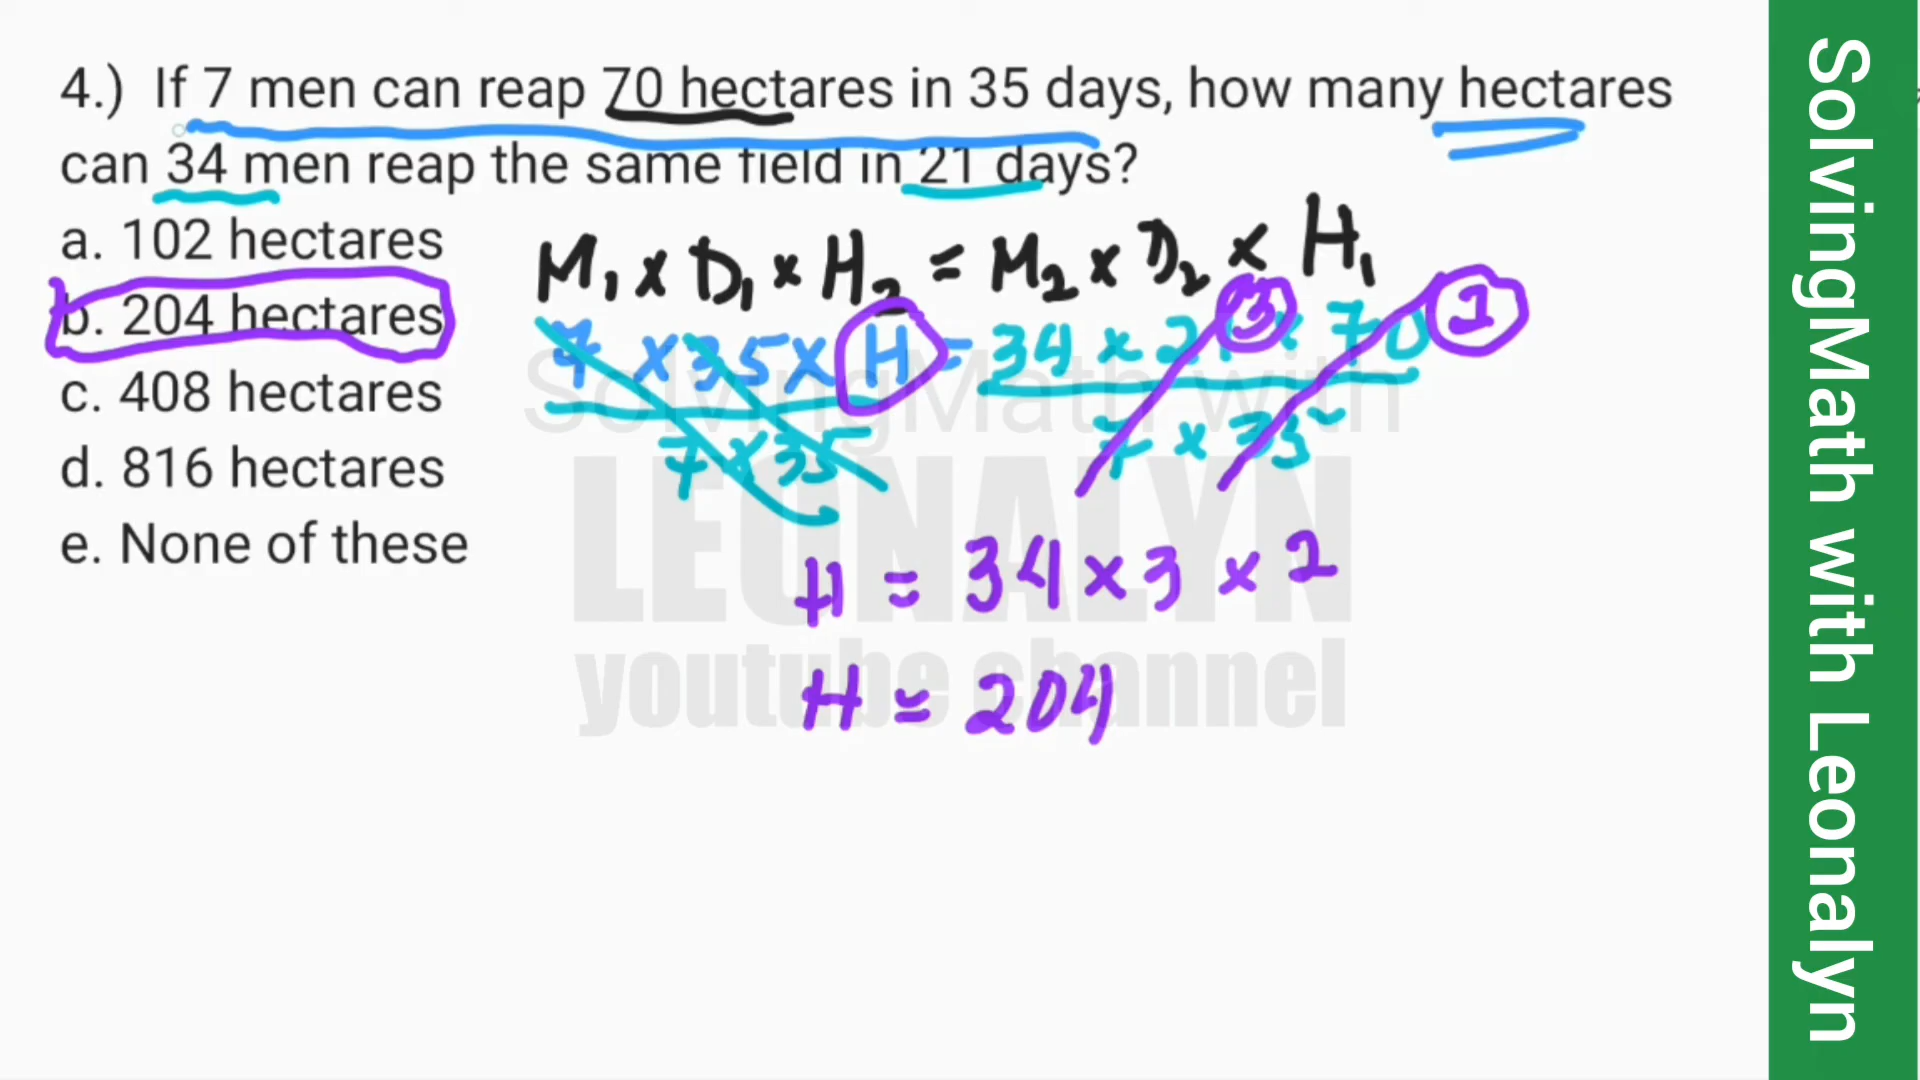 4.) If 7 men can reap 70 hectares in 35 days, how many hectares
can 34 men reap the same field in 21 days?
a. 102 hectares
b. 204 hectares
c. 408 hectares
d. 816 hectares
e. None of these
M₁ x D₁ x H₂ = M₂ x D₂ x H₁
7 x 35 x H = 34 x 21 x 70
3
2
7 x 35
7 x 35
H = 34 x 3 x 2
H = 204
SolvingMath with
LEONALYN
youtube channel
SolvingMath with Leonalyn